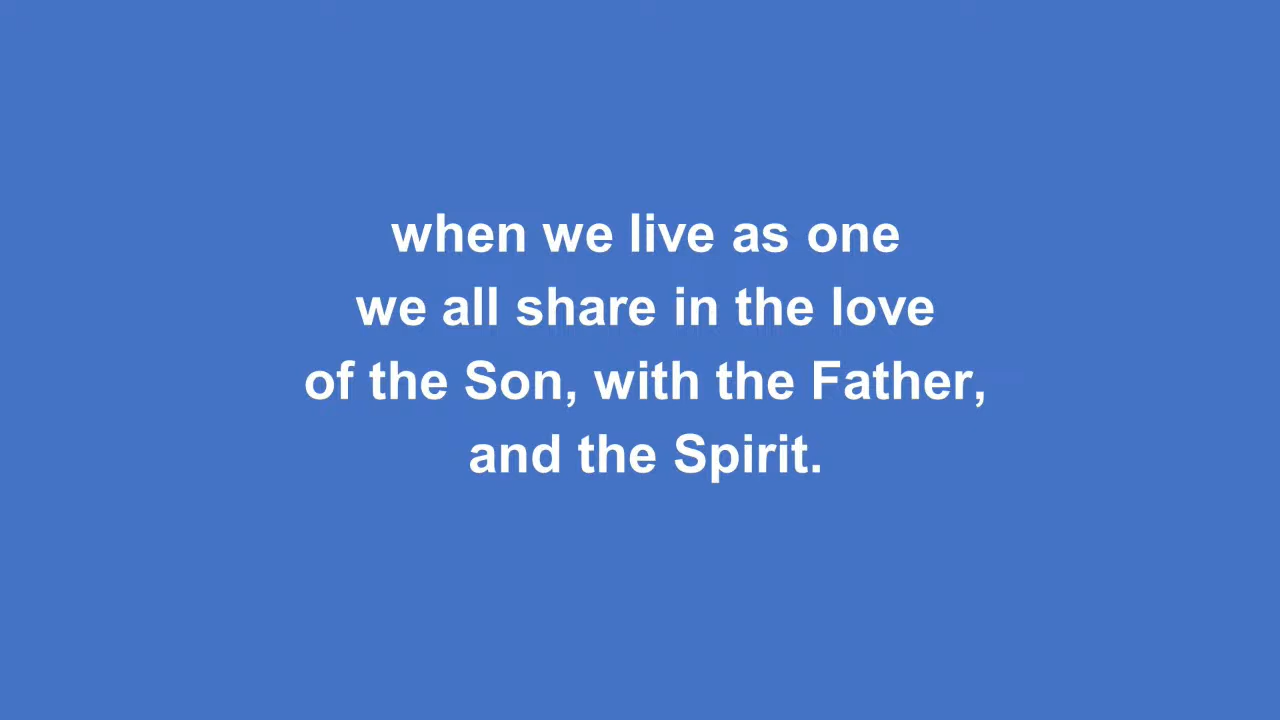 when we live as one
we all share in the love
of the Son, with the Father,
and the Spirit.